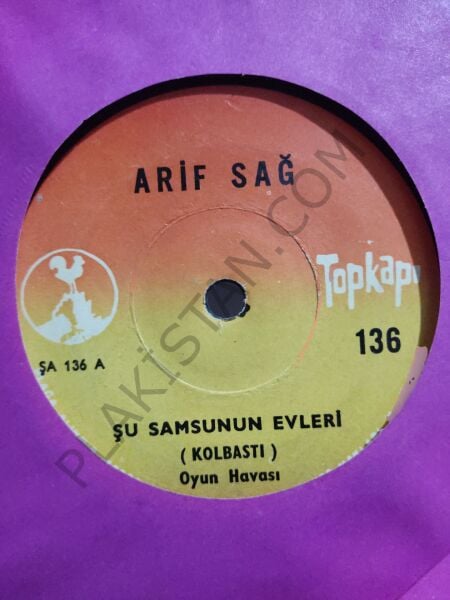 ARİF SAĞ
Topkapı
136
ŞA 136 A
ŞU SAMSUNUN EVLERİ
( KOLBASTI )
Oyun Havası
PLAKİSTAN.COM